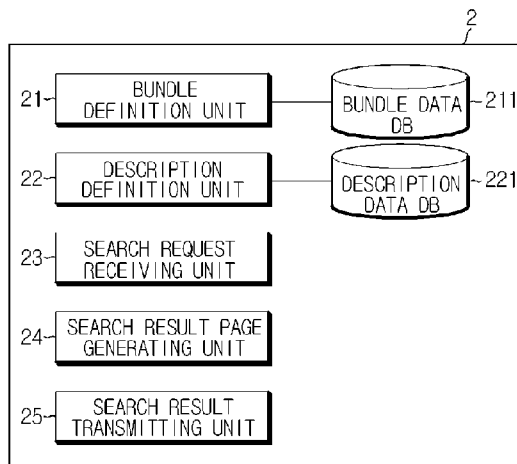 2
21
BUNDLE
DEFINITION UNIT
BUNDLE DATA
DB
211
22
DESCRIPTION
DEFINITION UNIT
DESCRIPTION
DATA DB
221
23
SEARCH REQUEST
RECEIVING UNIT
24
SEARCH RESULT PAGE
GENERATING UNIT
25
SEARCH RESULT
TRANSMITTING UNIT